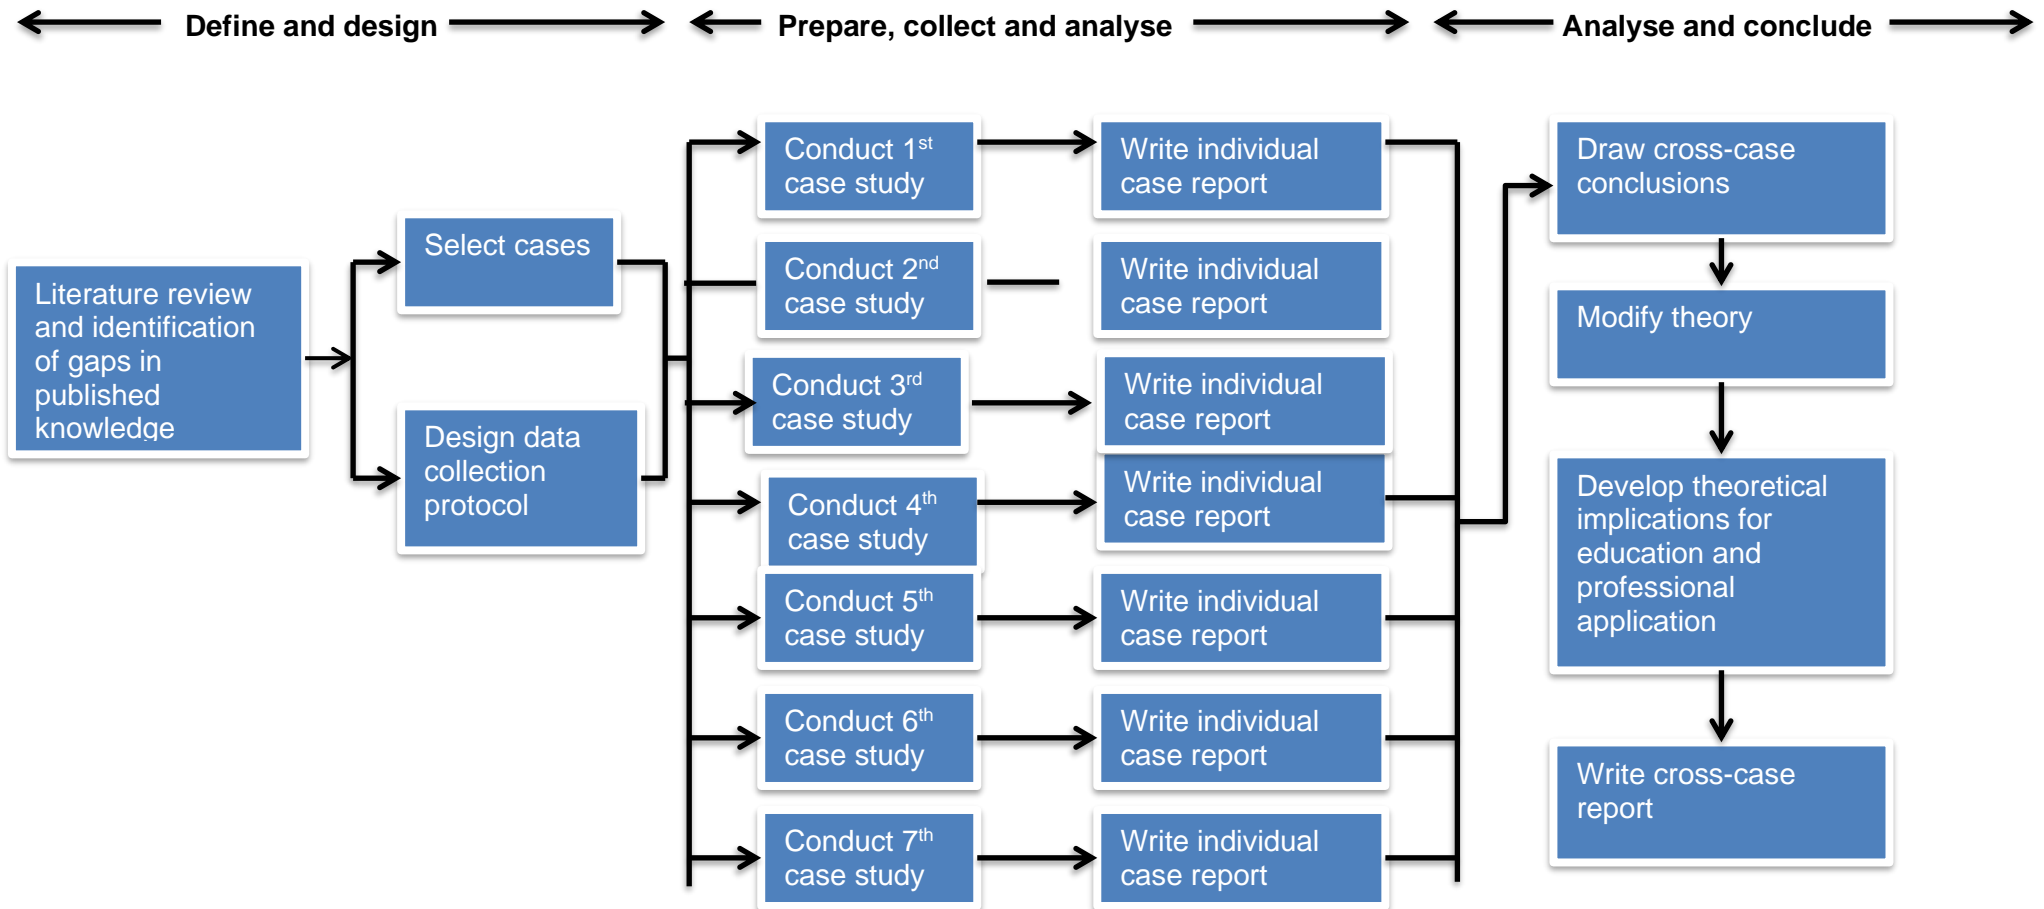 Define and design
Prepare, collect and analyse
Analyse and conclude
Literature review
and identification
of gaps in
published
knowledge
Select cases
Design data
collection
protocol
Conduct 1st
case study
Write individual
case report
Conduct 2nd
case study
Write individual
case report
Conduct 3rd
case study
Write individual
case report
Conduct 4th
case study
Write individual
case report
Conduct 5th
case study
Write individual
case report
Conduct 6th
case study
Write individual
case report
Conduct 7th
case study
Write individual
case report
Draw cross-case
conclusions
Modify theory
Develop theoretical
implications for
education and
professional
application
Write cross-case
report